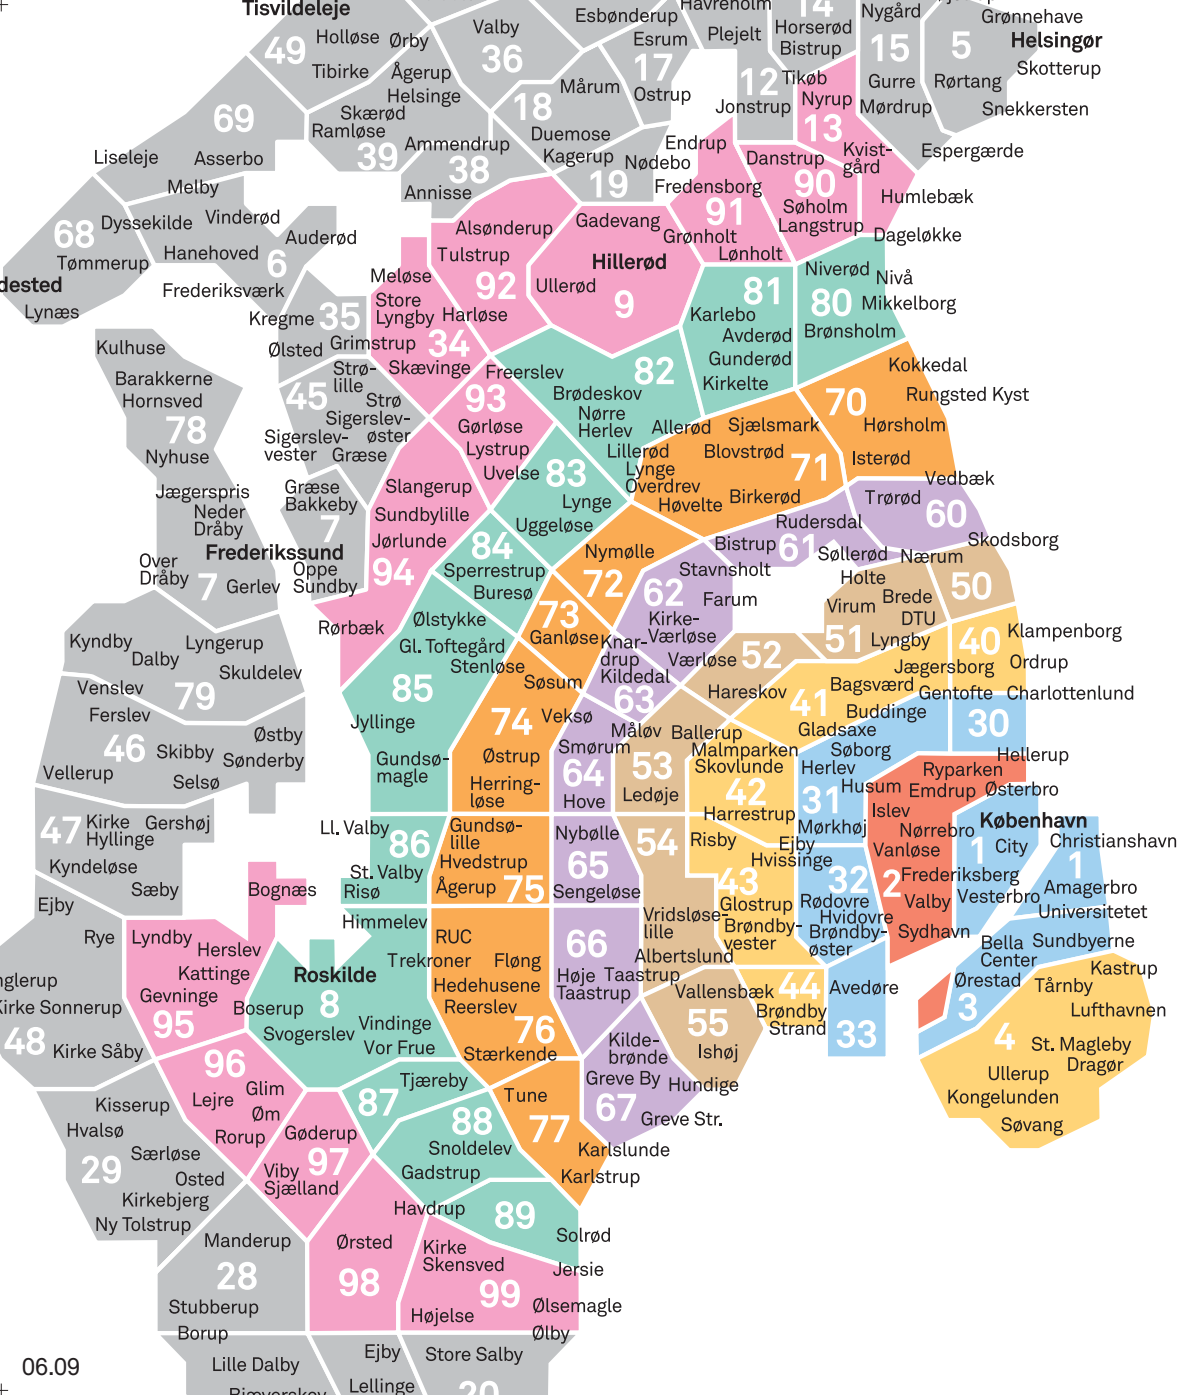 Tisvildeleje
Holløse
Ørby
49
Tibirke
Valby
36
Esbønderup
Havreholm
Esrum
Plejelt
14
Horserød
Bistrup
Nygård
15
5
Grønnehave
Helsingør
Skotterup
Rørtang
Snekkersten
Gurre
Mørdrup
Espergærde
17
Ostrup
Mårum
12
Jonstrup
Tikøb
Nyrup
13
Kvist-
gård
69
Liseleje
Asserbo
Ågerup
Helsinge
Skærød
Ramløse
39
Ammendrup
38
Annisse
18
Duemose
Kagerup
Nødebo
19
Endrup
Fredensborg
91
Grønholt
Lønholt
Danstrup
90
Søholm
Langstrup
Humlebæk
Dageløkke
Melby
Dyssekilde
68
Tømmerup
dested
Lynæs
Vinderød
Auderød
Hanehoved
6
Frederiksværk
Alsønderup
Tulstrup
92
Harløse
Gadevang
Hillerød
Ullerød
9
Meløse
Store
Lyngby
34
Skævinge
Kregme
35
Ølsted
Grimstrup
81
Karlebo
Avderød
Gunderød
Kirkelte
Niverød
Nivå
80
Mikkelborg
Brønsholm
Kulhuse
Barakkerne
Hornsved
78
Nyhuse
Jægerspris
Neder
Dråby
Over
Dråby
7
Gerlev
Frederikssund
Strø-
lille
45
Strø
Sigerslev-
øster
Sigerslev-
vester
Græse
Græse
Bakkeby
7
Oppe
Sundby
Freerslev
93
Gørløse
Lystrup
Uvelse
82
Brødeskov
Nørre
Herlev
Allerød
Lillerød
Lynge
Overdrev
Høvelte
Kokkedal
Rungsted Kyst
70
Hørsholm
Isterød
Sjælsmark
Blovstrød
71
Birkerød
Vedbæk
Trørød
60
Skodsborg
Slangerup
Sundbylille
Jørlunde
94
Rørbæk
83
Lynge
Uggeløse
84
Sperrestrup
Buresø
Nymølle
72
73
Ganløse
Rudersdal
Bistrup
61
Søllerød
Nærum
Stavnsholt
62
Farum
Kirke-
Værløse
Holte
Virum
Brede
DTU
51
Lyngby
50
Kyndby
Dalby
Lyngerup
Skuldelev
79
Venslev
Ferslev
46
Skibby
Østby
Sønderby
Vellerup
Selsø
Ølstykke
Gl. Toftegård
Stenløse
85
Jyllinge
Gundsø-
magle
Søsum
74
Veksø
Østrup
Herring-
løse
Knar-
drup
Kildedal
63
Værløse
52
Hareskov
Jægersborg
40
Klampenborg
Ordrup
Charlottenlund
Gentofte
30
Hellerup
Bagsværd
41
Buddinge
Gladsaxe
Søborg
Måløv
Smørum
64
Hove
Ballerup
53
Ledøje
Malmparken
Skovlunde
42
Harrestrup
Herlev
31
Mørkhøj
Husum
Islev
Ryparken
Emdrup
Østerbro
Nørrebro
Vanløse
2
Frederiksberg
Valby
Sydhavn
København
1
City
Vesterbro
Christianshavn
1
Amagerbro
Universitetet
47
Kirke
Hyllinge
Gershøj
Kyndeløse
Sæby
Ejby
Rye
nglerup
Kirke Sonnerup
48
Kirke Såby
Ll. Valby
86
St. Valby
Risø
Gundsø-
lille
Hvedstrup
Ågerup
75
Nybølle
65
Sengeløse
54
Risby
Ejby
Hvissinge
43
Glostrup
Brøndby-
vester
32
Rødovre
Hvidovre
Brøndby-
øster
Bognæs
Himmelev
Lyndby
Herslev
Kattinge
Gevninge
95
Roskilde
Boserup
8
Svogerslev
Vindinge
Vor Frue
Trekroner
RUC
Fløng
Hedehusene
Reerslev
76
Stærkende
66
Høje
Taastrup
Taastrup
Vridsløse-
lille
Albertslund
Vallensbæk
44
Brøndby
Strand
Avedøre
33
55
Ishøj
Bella
Center
Sundbyerne
Ørestad
3
Kastrup
Tårnby
Lufthavnen
4
St. Magleby
Dragør
Ullerup
Kongelunden
Søvang
96
Lejre
Glim
Øm
Rorup
Tjæreby
87
Tune
77
Kilde-
brønde
Greve By
67
Hundige
Greve Str.
Karlslunde
Karlstrup
Kisserup
Hvalsø
Særløse
29
Osted
Kirkebjerg
Ny Tolstrup
Gøderup
Viby
Sjælland
97
88
Snoldelev
Gadstrup
Havdrup
89
Solrød
Jersie
Manderup
28
Stubberup
Borup
Ørsted
98
Kirke
Skensved
99
Højelse
Ølsemagle
Ølby
06.09
Lille Dalby
Bjæverskov
Ejby
Lellinge
Store Salby
20